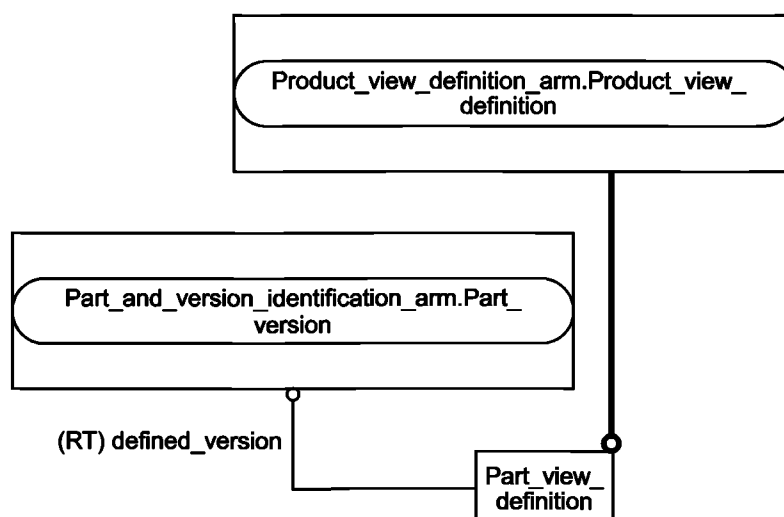 Product_view_definition_arm.Product_view_
definition
Part_and_version_identification_arm.Part_
version
(RT) defined_version
Part_view_
definition